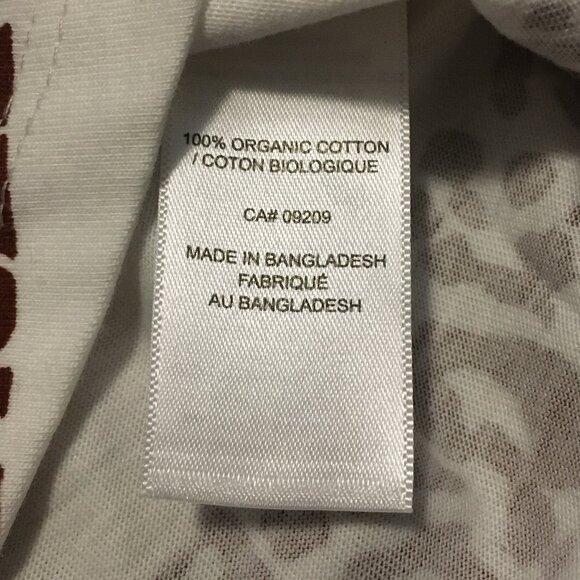 100% ORGANIC COTTON
/ COTON BIOLOGIQUE
CA# 09209
MADE IN BANGLADESH
FABRIQUÉ
AU BANGLADESH